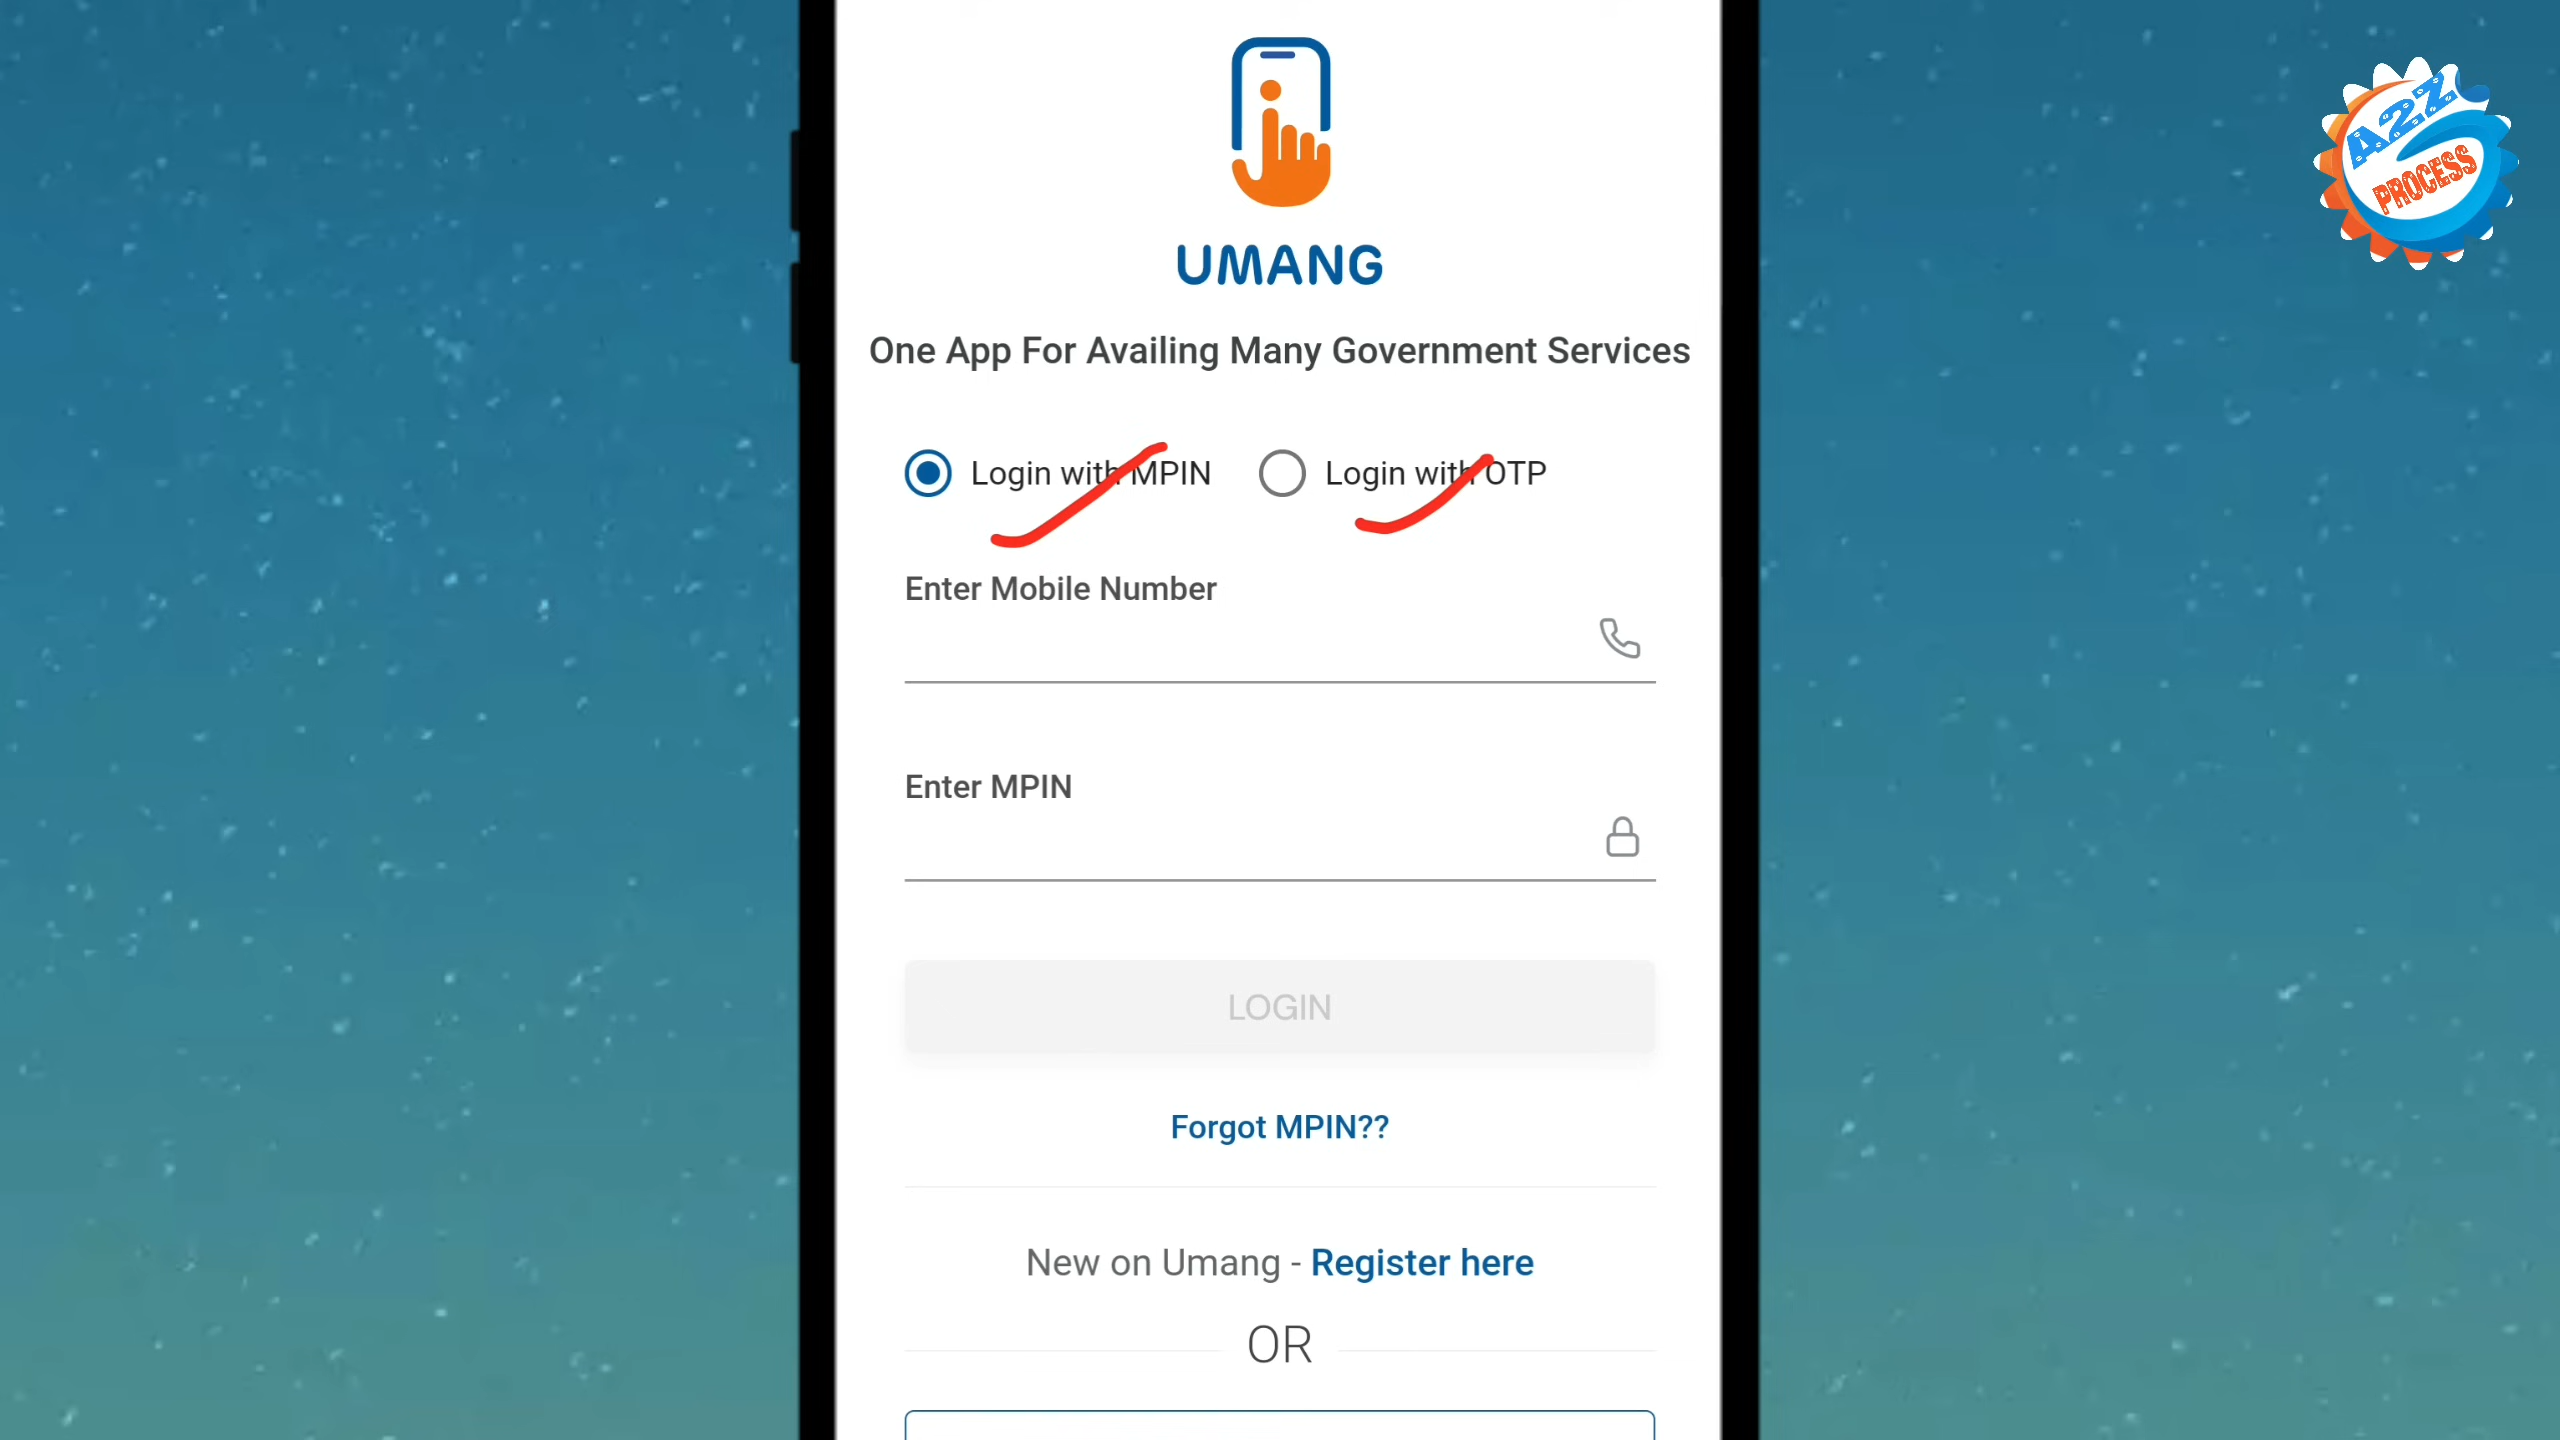 A2Z
PROCESS
UMANG
One App For Availing Many Government Services
Login with MPIN
Login with OTP
Enter Mobile Number
Enter MPIN
LOGIN
Forgot MPIN??
New on Umang - Register here
OR